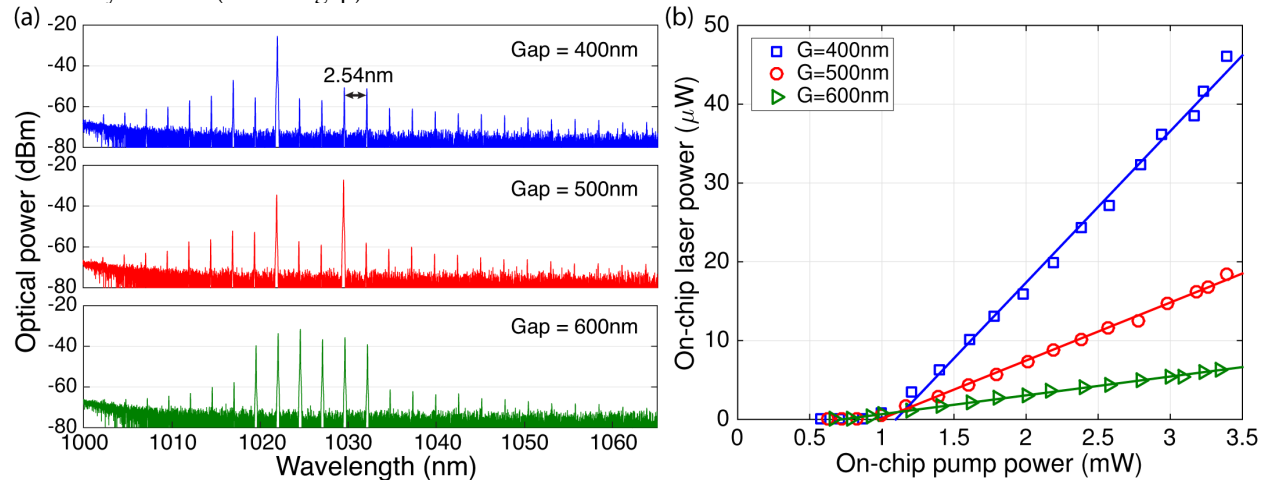 (a)
-20
-40
-60
-80
Gap = 400nm
2.54nm
-20
-40
-60
-80
Gap = 500nm
-20
-40
-60
-80
Gap = 600nm
1000 1010 1020 1030 1040 1050 1060
Optical power (dBm)
Wavelength (nm)
(b)
50
40
30
20
10
0
G=400nm
G=500nm
G=600nm
0 0.5 1 1.5 2 2.5 3 3.5
On-chip laser power (μW)
On-chip pump power (mW)